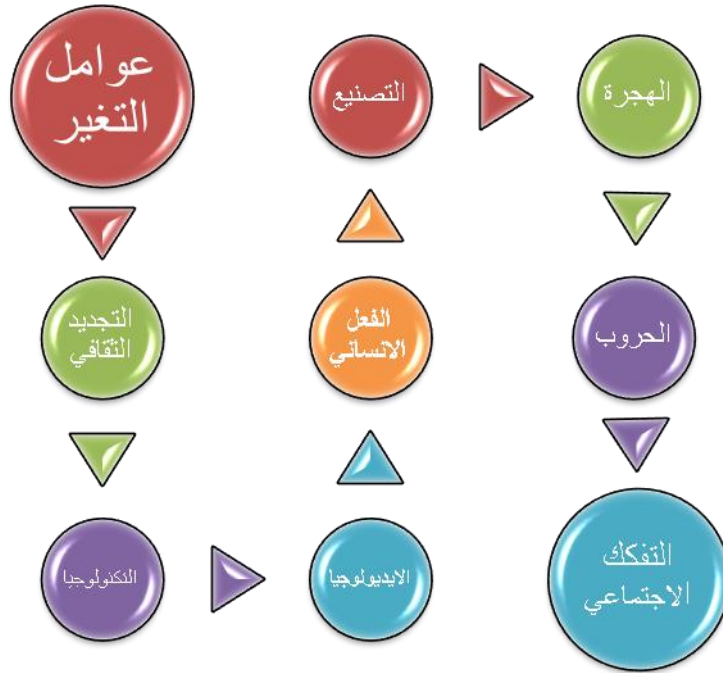 عوامل
التغير
التجديد
الثقافي
التكنولوجيا
الايديولوجيا
الفعل
الانساني
التصنيع
الهجرة
الحروب
التفكك
الاجتماعي